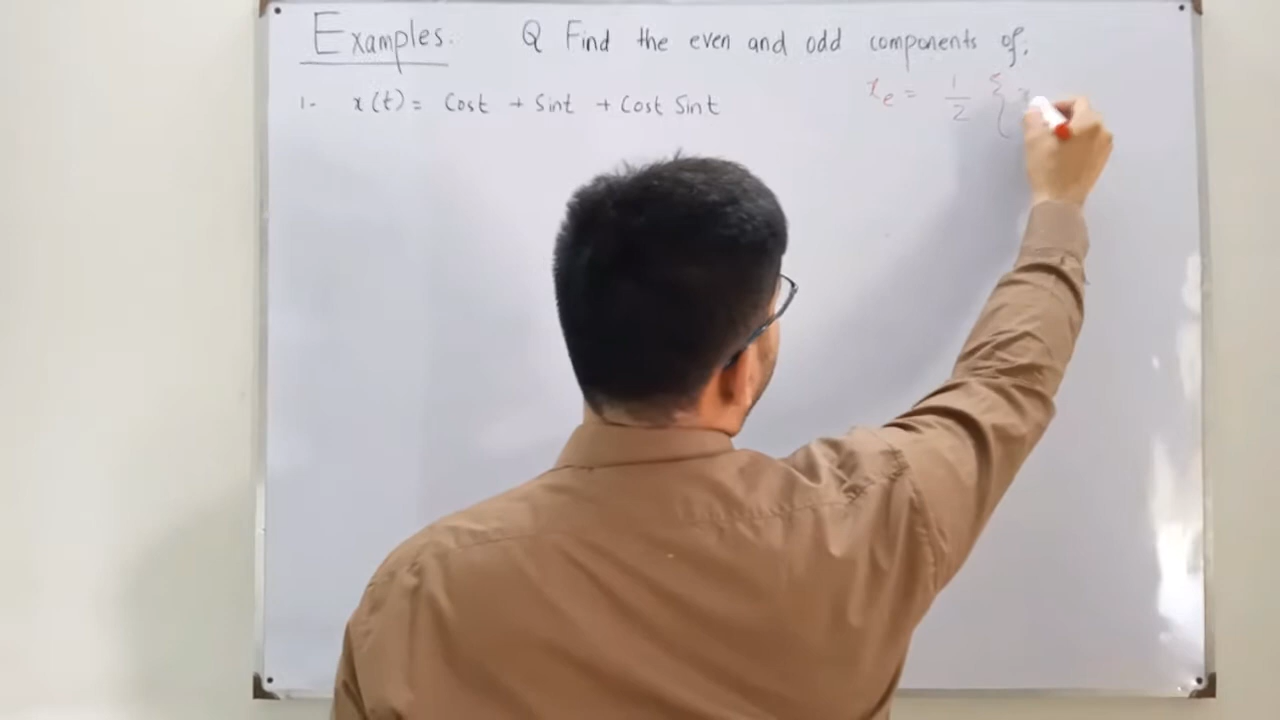 Examples. Q Find the even and odd components of.
1- x(t) = Cost + Sint + Cost Sint
xe = 1/2 {